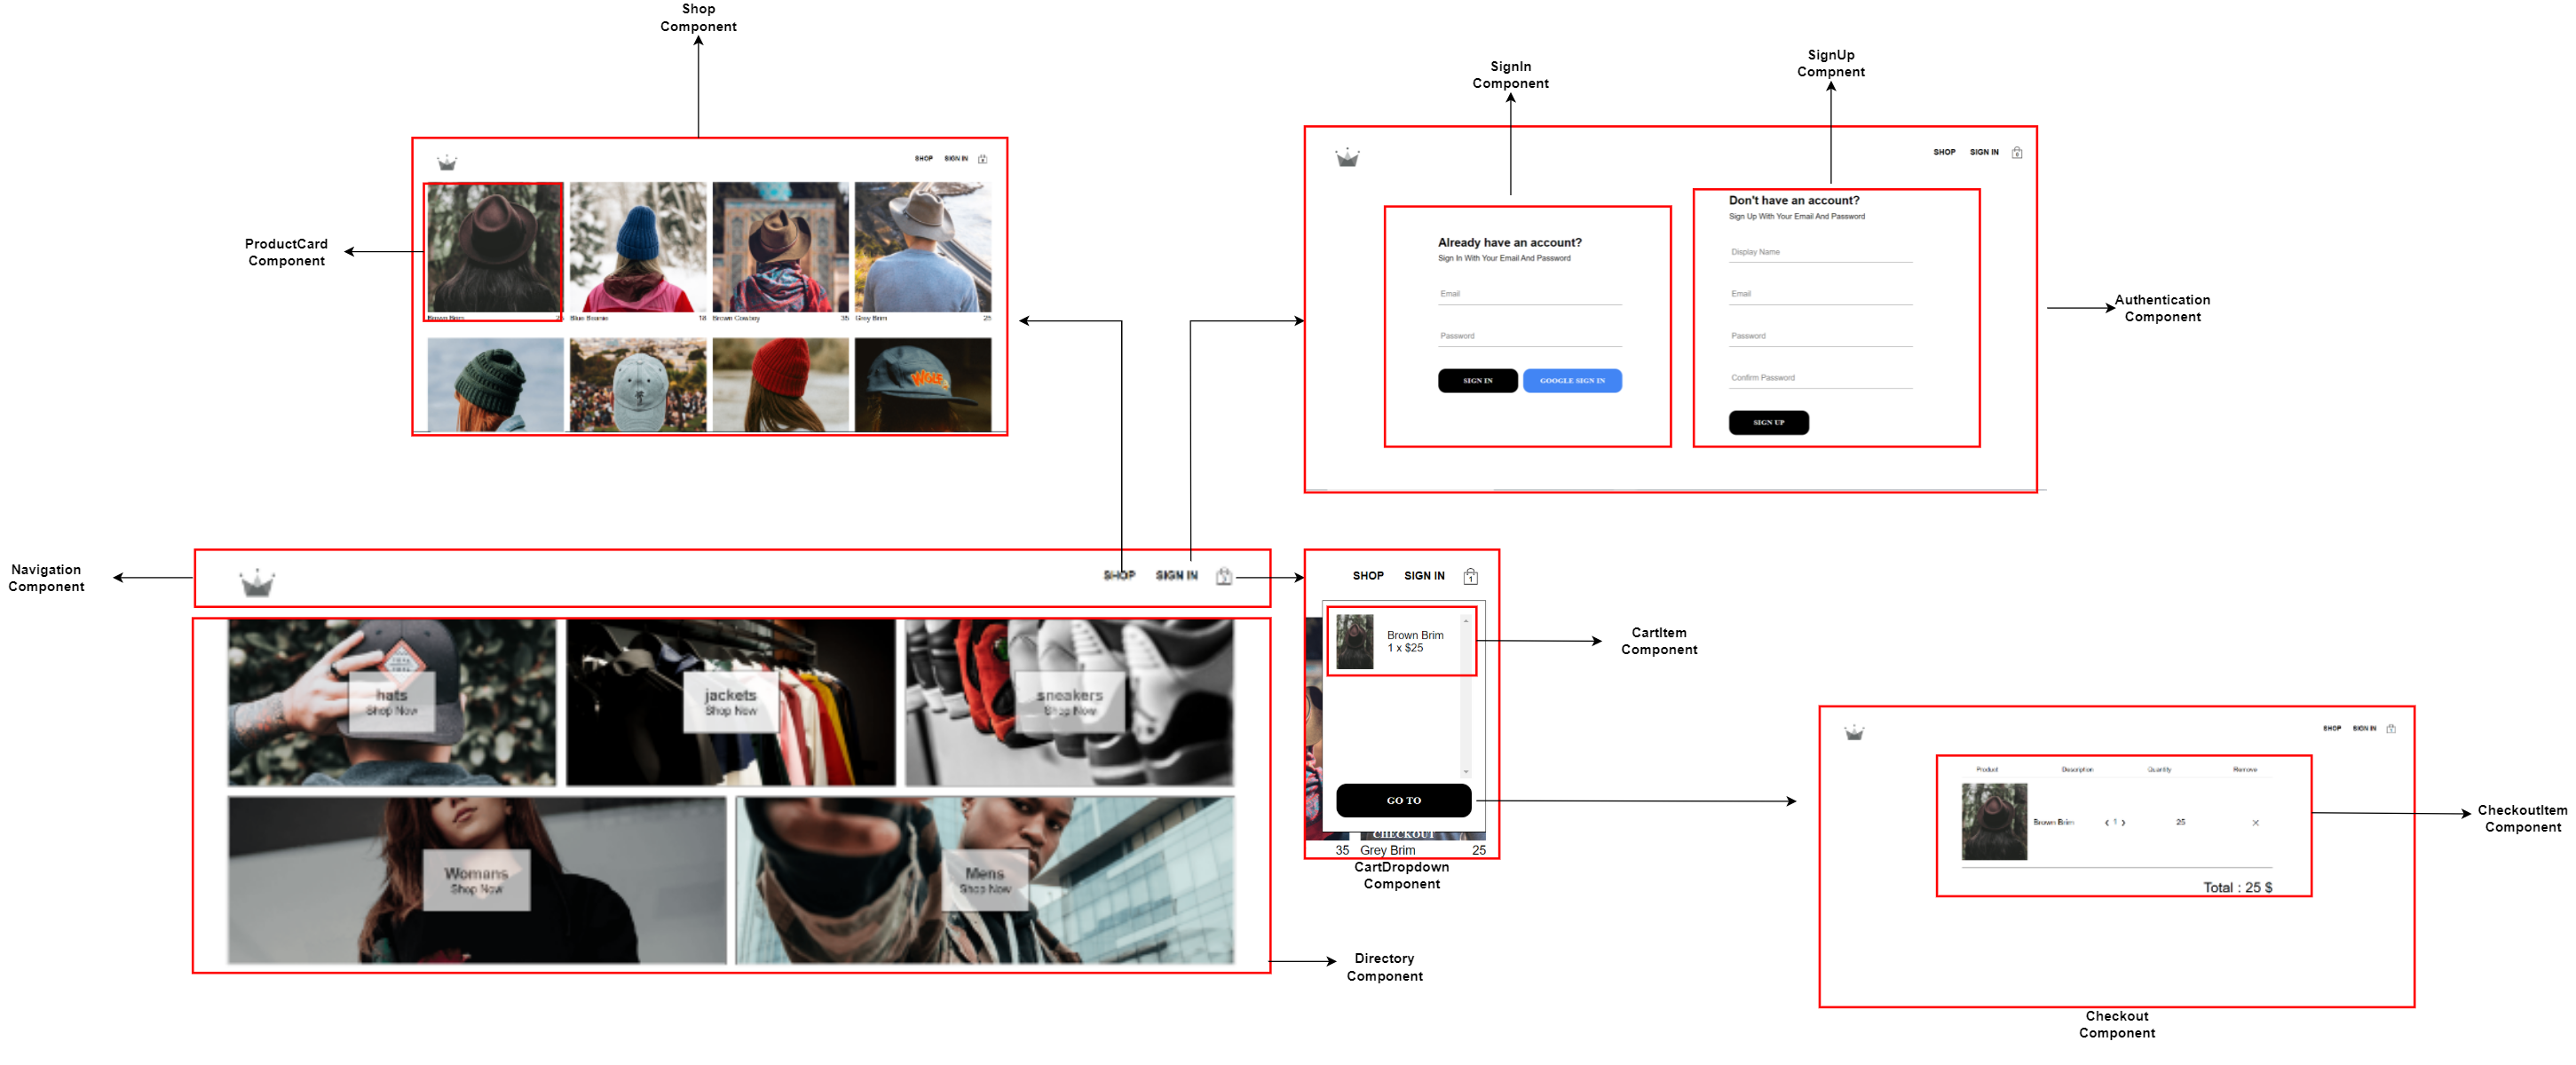 Shop
Component
SignIn
Component
SignUp
Compnent
SHOP SIGN IN
Brown Brim
Blue Beanie 18
Brown Cowboy 35
Grey Brim 25
WOLF
ProductCard
Component
SHOP SIGN IN
Already have an account?
Sign In With Your Email And Password
Email
Password
SIGN IN
GOOGLE SIGN IN
Don't have an account?
Sign Up With Your Email And Password
Display Name
Email
Password
Confirm Password
SIGN UP
Authentication
Component
Navigation
Component
SHOP SIGN IN
hats
Shop Now
jackets
Shop Now
sneakers
Shop Now
Womans
Shop Now
Mens
Shop Now
Directory
Component
SHOP SIGN IN 1
Brown Brim
1 x $25
GO TO
CHECKOUT
35 Grey Brim 25
CartDropdown
Component
CartItem
Component
SHOP SIGN IN
Product Description Quantity Remove
Brown Brim ❮ 1 ❯ 25 ✕
Total : 25 $
CheckoutItem
Component
Checkout
Component